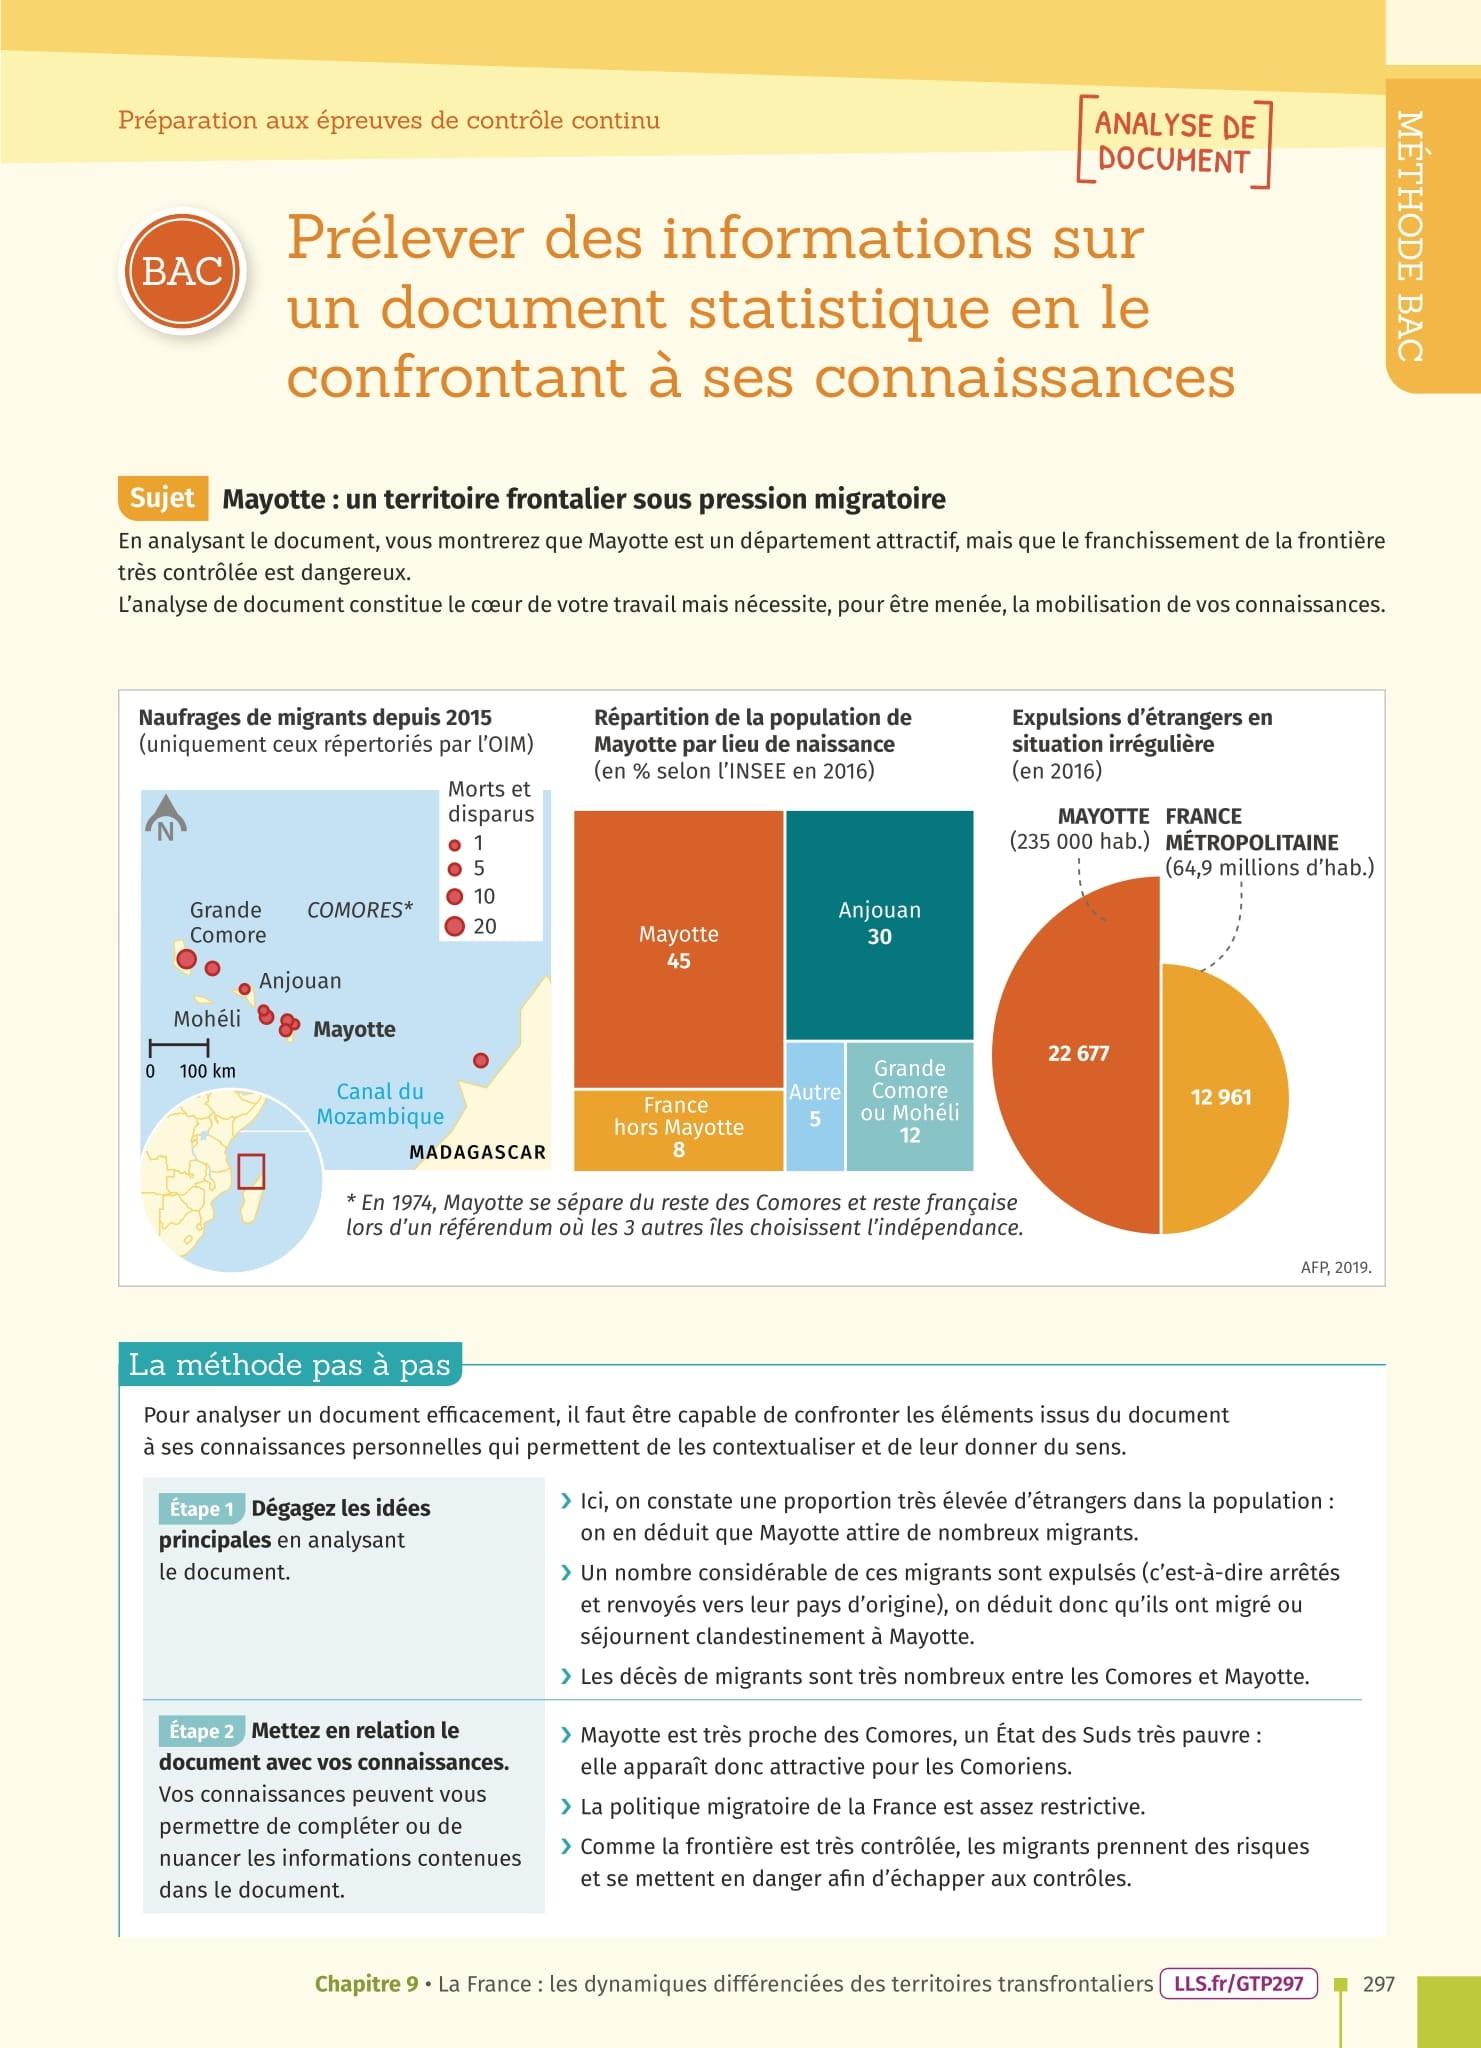 Préparation aux épreuves de contrôle continu
ANALYSE DE
DOCUMENT
MÉTHODE BAC
BAC
Prélever des informations sur
un document statistique en le
confrontant à ses connaissances
Sujet Mayotte : un territoire frontalier sous pression migratoire
En analysant le document, vous montrerez que Mayotte est un département attractif, mais que le franchissement de la frontière
très contrôlée est dangereux.
L’analyse de document constitue le cœur de votre travail mais nécessite, pour être menée, la mobilisation de vos connaissances.
Naufrages de migrants depuis 2015
(uniquement ceux répertoriés par l’OIM)
Morts et
disparus
1
5
10
20
N
Grande
Comore
COMORES*
Anjouan
Mohéli
Mayotte
0 100 km
Canal du
Mozambique
MADAGASCAR
Répartition de la population de
Mayotte par lieu de naissance
(en % selon l’INSEE en 2016)
Mayotte
45
Anjouan
30
France
hors Mayotte
8
Autre
5
Grande
Comore
ou Mohéli
12
Expulsions d’étrangers en
situation irrégulière
(en 2016)
MAYOTTE
(235 000 hab.)
FRANCE
MÉTROPOLITAINE
(64,9 millions d’hab.)
22 677
12 961
* En 1974, Mayotte se sépare du reste des Comores et reste française
lors d’un référendum où les 3 autres îles choisissent l’indépendance.
AFP, 2019.
La méthode pas à pas
Pour analyser un document efficacement, il faut être capable de confronter les éléments issus du document
à ses connaissances personnelles qui permettent de les contextualiser et de leur donner du sens.
Étape 1 Dégagez les idées
principales en analysant
le document.
› Ici, on constate une proportion très élevée d’étrangers dans la population :
on en déduit que Mayotte attire de nombreux migrants.
› Un nombre considérable de ces migrants sont expulsés (c’est-à-dire arrêtés
et renvoyés vers leur pays d’origine), on déduit donc qu’ils ont migré ou
séjournent clandestinement à Mayotte.
› Les décès de migrants sont très nombreux entre les Comores et Mayotte.
Étape 2 Mettez en relation le
document avec vos connaissances.
Vos connaissances peuvent vous
permettre de compléter ou de
nuancer les informations contenues
dans le document.
› Mayotte est très proche des Comores, un État des Suds très pauvre :
elle apparaît donc attractive pour les Comoriens.
› La politique migratoire de la France est assez restrictive.
› Comme la frontière est très contrôlée, les migrants prennent des risques
et se mettent en danger afin d’échapper aux contrôles.
Chapitre 9 • La France : les dynamiques différenciées des territoires transfrontaliers LLS.fr/GTP297 297